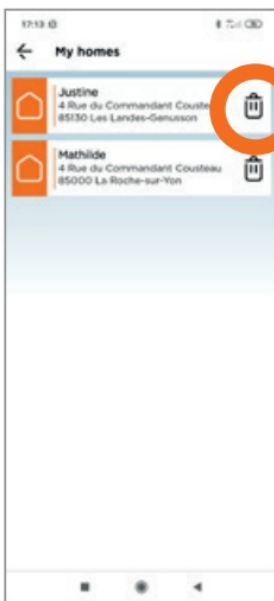 17:13
My homes
Justine
4 Rue du Commandant
85130 Les Landes-Genusson
Mathilde
4 Rue du Commandant Cousteau
85000 La Roche-sur-Yon